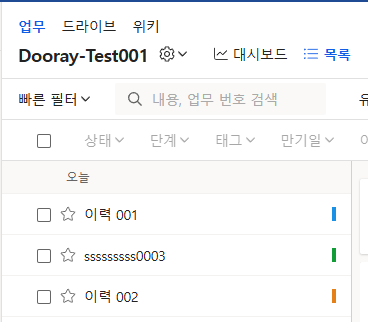 업무 드라이브 위키
Dooray-Test001 대시보드 목록
빠른 필터 내용, 업무 번호 검색
상태 단계 태그 만기일
오늘
이력 001
sssssssss0003
이력 002